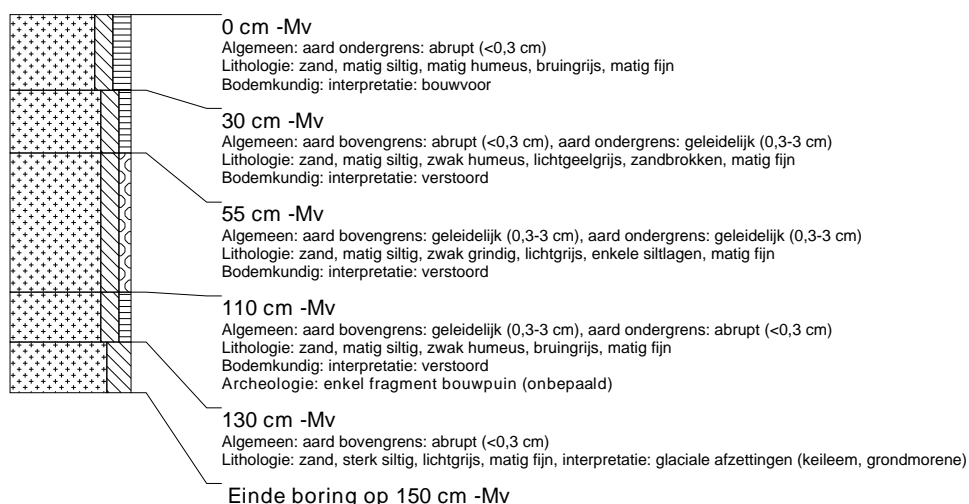 0 cm -Mv
Algemeen: aard ondergrens: abrupt (<0,3 cm)
Lithologie: zand, matig siltig, matig humeus, bruingrijs, matig fijn
Bodemkundig: interpretatie: bouwvoor
30 cm -Mv
Algemeen: aard bovengrens: abrupt (<0,3 cm), aard ondergrens: geleidelijk (0,3-3 cm)
Lithologie: zand, matig siltig, zwak humeus, lichtgeelgrijs, zandbrokken, matig fijn
Bodemkundig: interpretatie: verstoord
55 cm -Mv
Algemeen: aard bovengrens: geleidelijk (0,3-3 cm), aard ondergrens: geleidelijk (0,3-3 cm)
Lithologie: zand, matig siltig, zwak grindig, lichtgrijs, enkele siltlagen, matig fijn
Bodemkundig: interpretatie: verstoord
110 cm -Mv
Algemeen: aard bovengrens: geleidelijk (0,3-3 cm), aard ondergrens: abrupt (<0,3 cm)
Lithologie: zand, matig siltig, zwak humeus, bruingrijs, matig fijn
Bodemkundig: interpretatie: verstoord
Archeologie: enkel fragment bouwpuin (onbepaald)
130 cm -Mv
Algemeen: aard bovengrens: abrupt (<0,3 cm)
Lithologie: zand, sterk siltig, lichtgrijs, matig fijn, interpretatie: glaciale afzettingen (keileem, grondmorene)
Einde boring op 150 cm -Mv